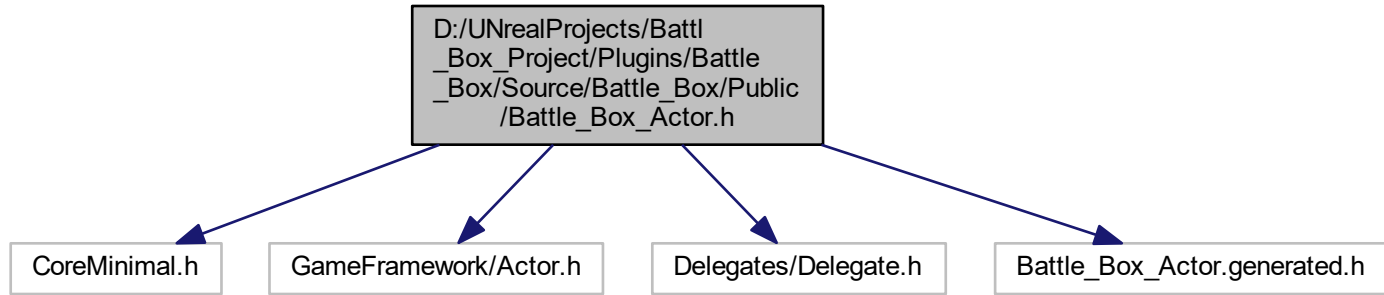 D:/UNrealProjects/Battl
_Box_Project/Plugins/Battle
_Box/Source/Battle_Box/Public
/Battle_Box_Actor.h
CoreMinimal.h
GameFramework/Actor.h
Delegates/Delegate.h
Battle_Box_Actor.generated.h